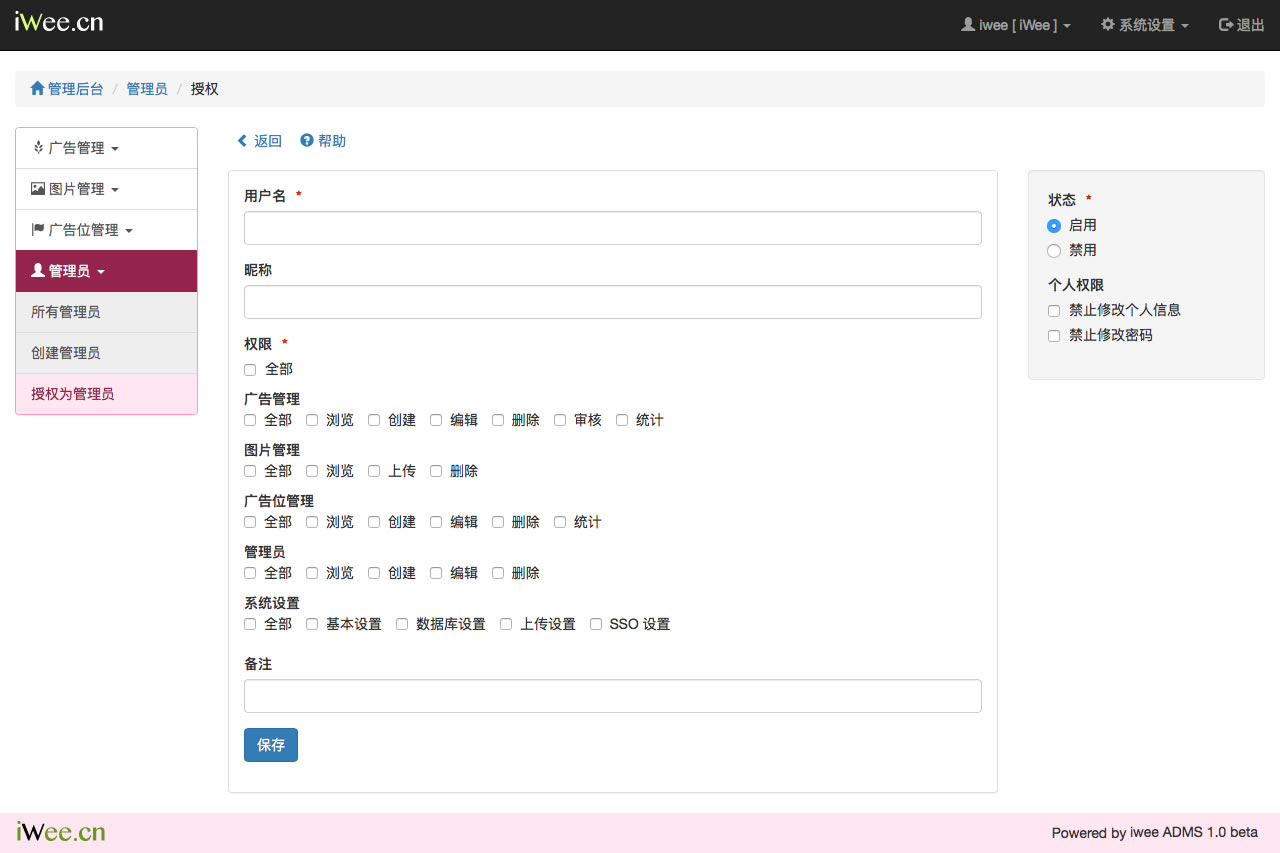 iWee.cn
iwee [ iWee ] 系统设置 退出
管理后台 / 管理员 / 授权
广告管理
图片管理
广告位管理
管理员
所有管理员
创建管理员
授权为管理员
返回 帮助
用户名 *
昵称
权限 *
全部
广告管理
全部 浏览 创建 编辑 删除 审核 统计
图片管理
全部 浏览 上传 删除
广告位管理
全部 浏览 创建 编辑 删除 统计
管理员
全部 浏览 创建 编辑 删除
系统设置
全部 基本设置 数据库设置 上传设置 SSO 设置
备注
保存
状态 *
启用
禁用
个人权限
禁止修改个人信息
禁止修改密码
iWee.cn
Powered by iwee ADMS 1.0 beta